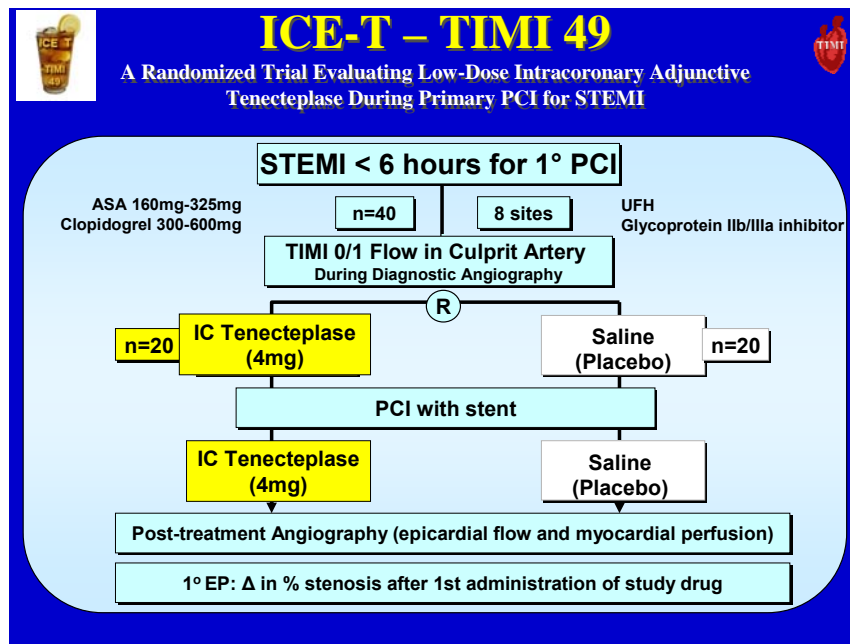 ICE-T – TIMI 49
A Randomized Trial Evaluating Low-Dose Intracoronary Adjunctive
Tenecteplase During Primary PCI for STEMI
ICE T
-TIMI
49
TIMI
STEMI < 6 hours for 1° PCI
ASA 160mg-325mg
Clopidogrel 300-600mg
n=40
8 sites
UFH
Glycoprotein IIb/IIIa inhibitor
TIMI 0/1 Flow in Culprit Artery
During Diagnostic Angiography
R
n=20
IC Tenecteplase
(4mg)
Saline
(Placebo)
n=20
PCI with stent
IC Tenecteplase
(4mg)
Saline
(Placebo)
Post-treatment Angiography (epicardial flow and myocardial perfusion)
1º EP: Δ in % stenosis after 1st administration of study drug